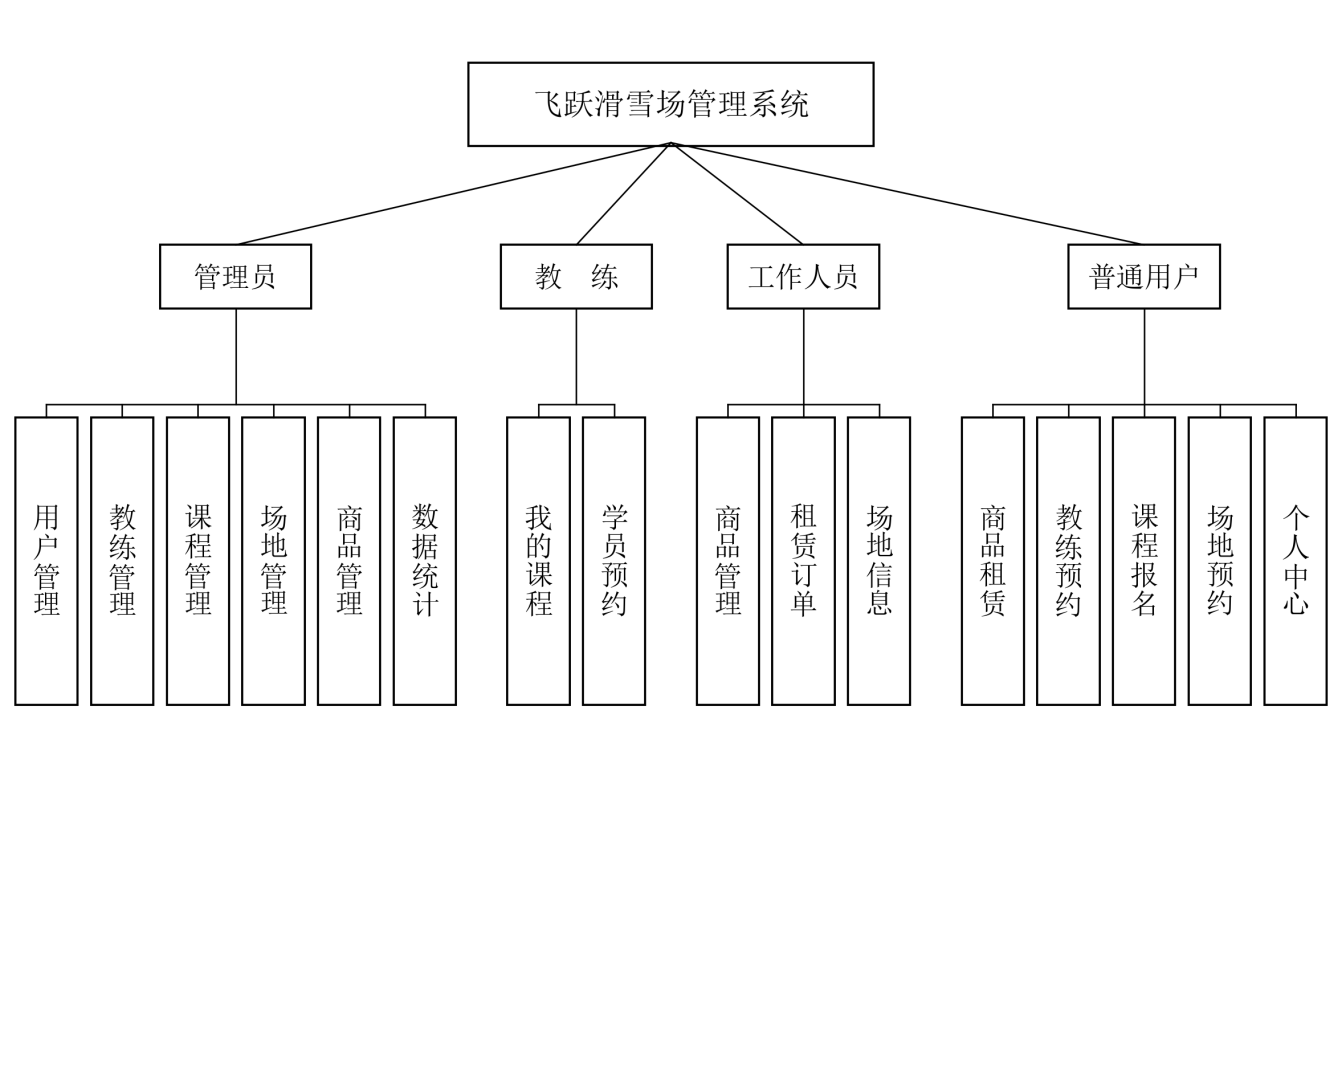 飞跃滑雪场管理系统
管理员
教 练
工作人员
普通用户
用户管理
教练管理
课程管理
场地管理
商品管理
数据统计
我的课程
学员预约
商品管理
租赁订单
场地信息
商品租赁
教练预约
课程报名
场地预约
个人中心